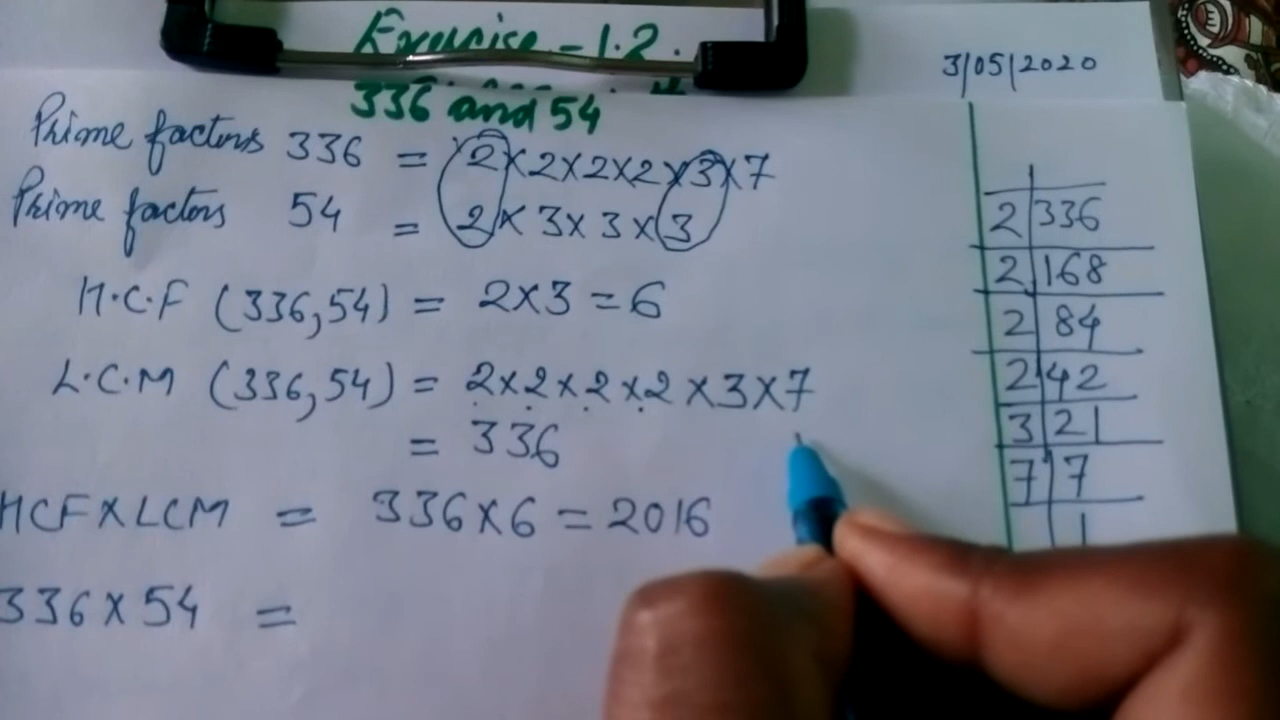 Exercise - 1.2.
3/05/2020
336 and 54
Prime factors 336 = 2×2×2×2×3×7
Prime factors 54 = 2× 3× 3 ×3
H.C.F (336,54) = 2×3 = 6
L.C.M (336,54) = 2×2×2×2×3×7
= 336
HCF×LCM = 336×6 = 2016
336×54 =
2 336
2 168
2 84
2 42
3 21
7 7
1